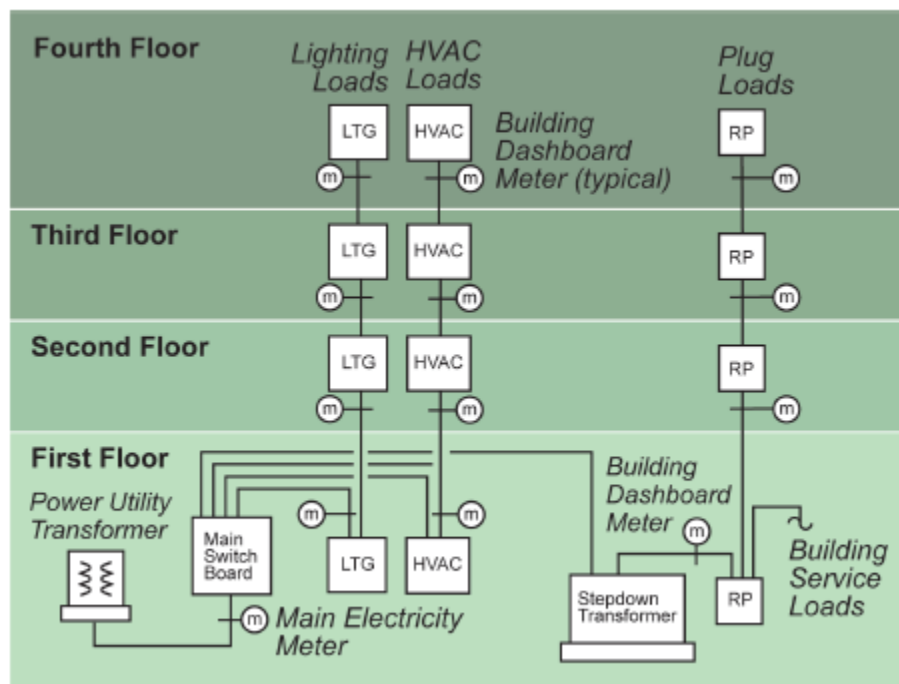 Fourth Floor
Lighting
Loads
HVAC
Loads
Plug
Loads
LTG
HVAC
Building
Dashboard
Meter (typical)
RP
m
m
m
Third Floor
LTG
HVAC
RP
m
m
m
Second Floor
LTG
HVAC
RP
m
m
m
First Floor
Power Utility
Transformer
Main
Switch
Board
m
m
LTG
HVAC
m
Main Electricity
Meter
Building
Dashboard
Meter
m
Stepdown
Transformer
RP
Building
Service
Loads